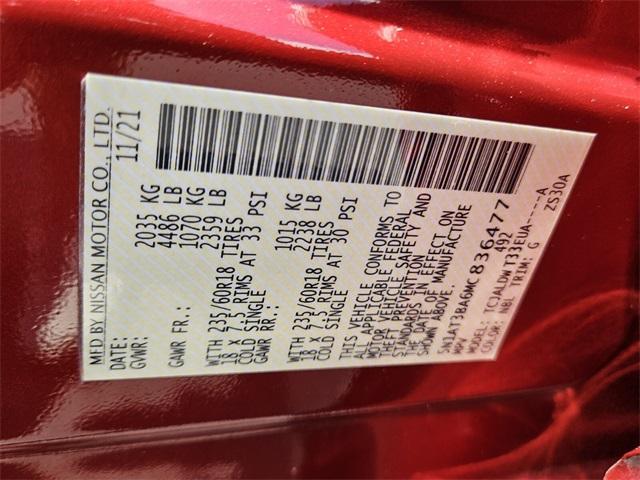 MFD BY NISSAN MOTOR CO., LTD.
DATE: 11/21
GVWR: 2035 KG
4486 LB
GAWR FR.: 1070 KG
2359 LB
WITH 235/60R18 TIRES
18 X 7.5 RIMS AT 33 PSI
COLD SINGLE
GAWR RR.: 1015 KG
2238 LB
WITH 235/60R18 TIRES
18 X 7.5 RIMS AT 30 PSI
COLD SINGLE
THIS VEHICLE CONFORMS TO
ALL APPLICABLE FEDERAL
MOTOR VEHICLE SAFETY AND
THEFT PREVENTION
STANDARDS IN EFFECT ON
THE DATE OF MANUFACTURE
SHOWN ABOVE.
5N1AT3BA6MC836477
MPV 492
MODEL: TCJALDWT33EUA-----A
COLOR: NBL TRIM: G ZS30A